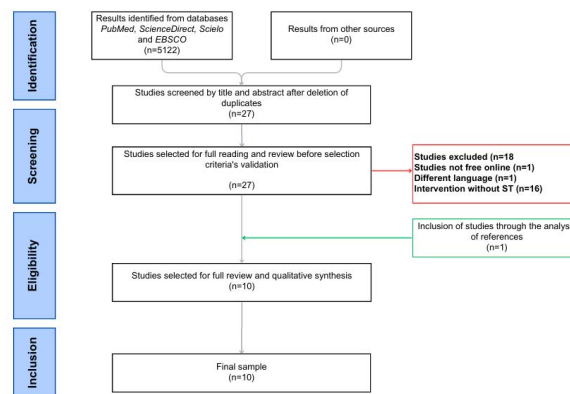 Identification
Results identified from databases
PubMed, ScienceDirect, Scielo
and EBSCO
(n=5122)
Results from other sources
(n=0)
Studies screened by title and abstract after deletion of
duplicates
(n=27)
Screening
Studies selected for full reading and review before selection
criteria's validation
(n=27)
Studies excluded (n=18
Studies not free online (n=1)
Different language (n=1)
Intervention without ST (n=16)
Eligibility
Inclusion of studies through the analys
of references
(n=1)
Studies selected for full review and qualitative synthesis
(n=10)
Inclusion
Final sample
(n=10)